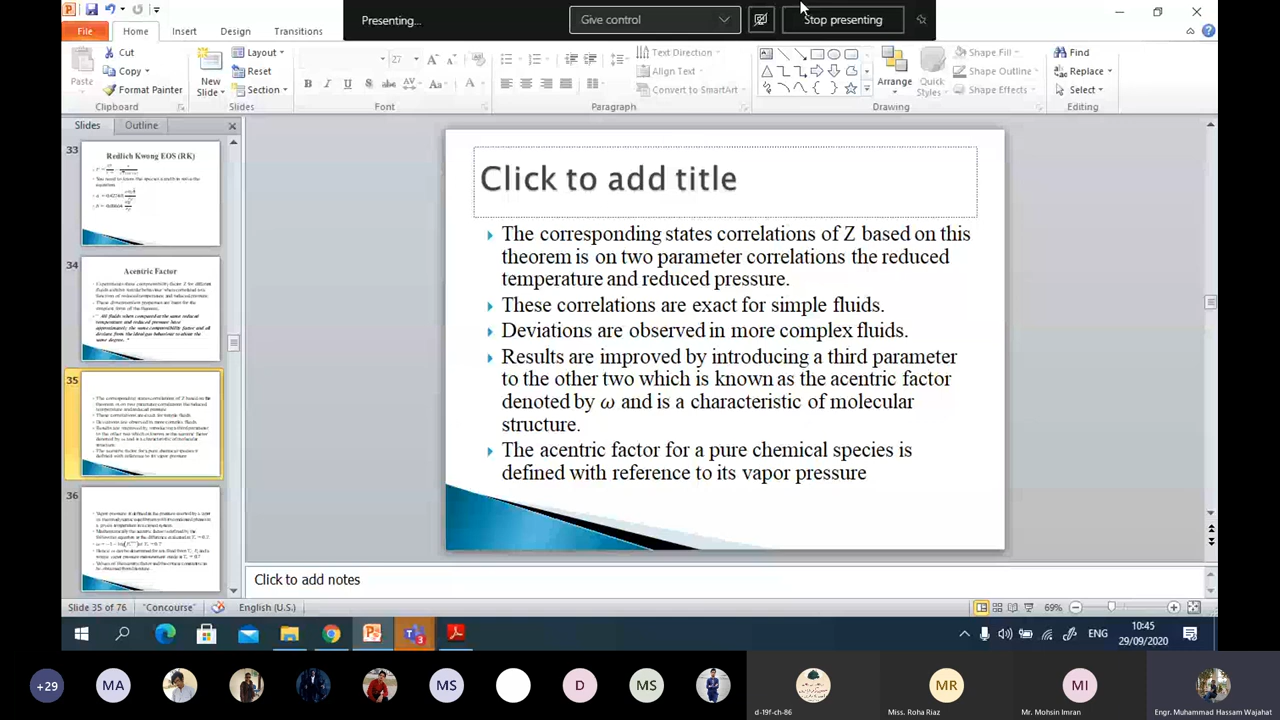 Presenting...
Give control
Stop presenting
File
Home
Insert
Design
Transitions
Paste
Cut
Copy
Format Painter
Clipboard
New
Slide
Layout
Reset
Section
Slides
27
Font
Text Direction
Align Text
Convert to SmartArt
Paragraph
Arrange
Quick
Styles
Shape Fill
Shape Outline
Shape Effects
Drawing
Find
Replace
Select
Editing
Slides
Outline
33
Redlich Kwong EOS (RK)
34
Acentric Factor
35
36
Click to add title
The corresponding states correlations of Z based on this
theorem is on two parameter correlations the reduced
temperature and reduced pressure.
These correlations are exact for simple fluids.
Deviations are observed in more complex fluids.
Results are improved by introducing a third parameter
to the other two which is known as the acentric factor
denoted by ω and is a characteristic of molecular
structure.
The acentric factor for a pure chemical species is
defined with reference to its vapor pressure
Click to add notes
Slide 35 of 76
"Concourse"
English (U.S.)
69%
3
ENG
10:45
29/09/2020
+29
MA
MS
D
MS
d-19f-ch-86
MR
Miss. Roha Riaz
MI
Mr. Mohsin Imran
Engr. Muhammad Hassam Wajahat